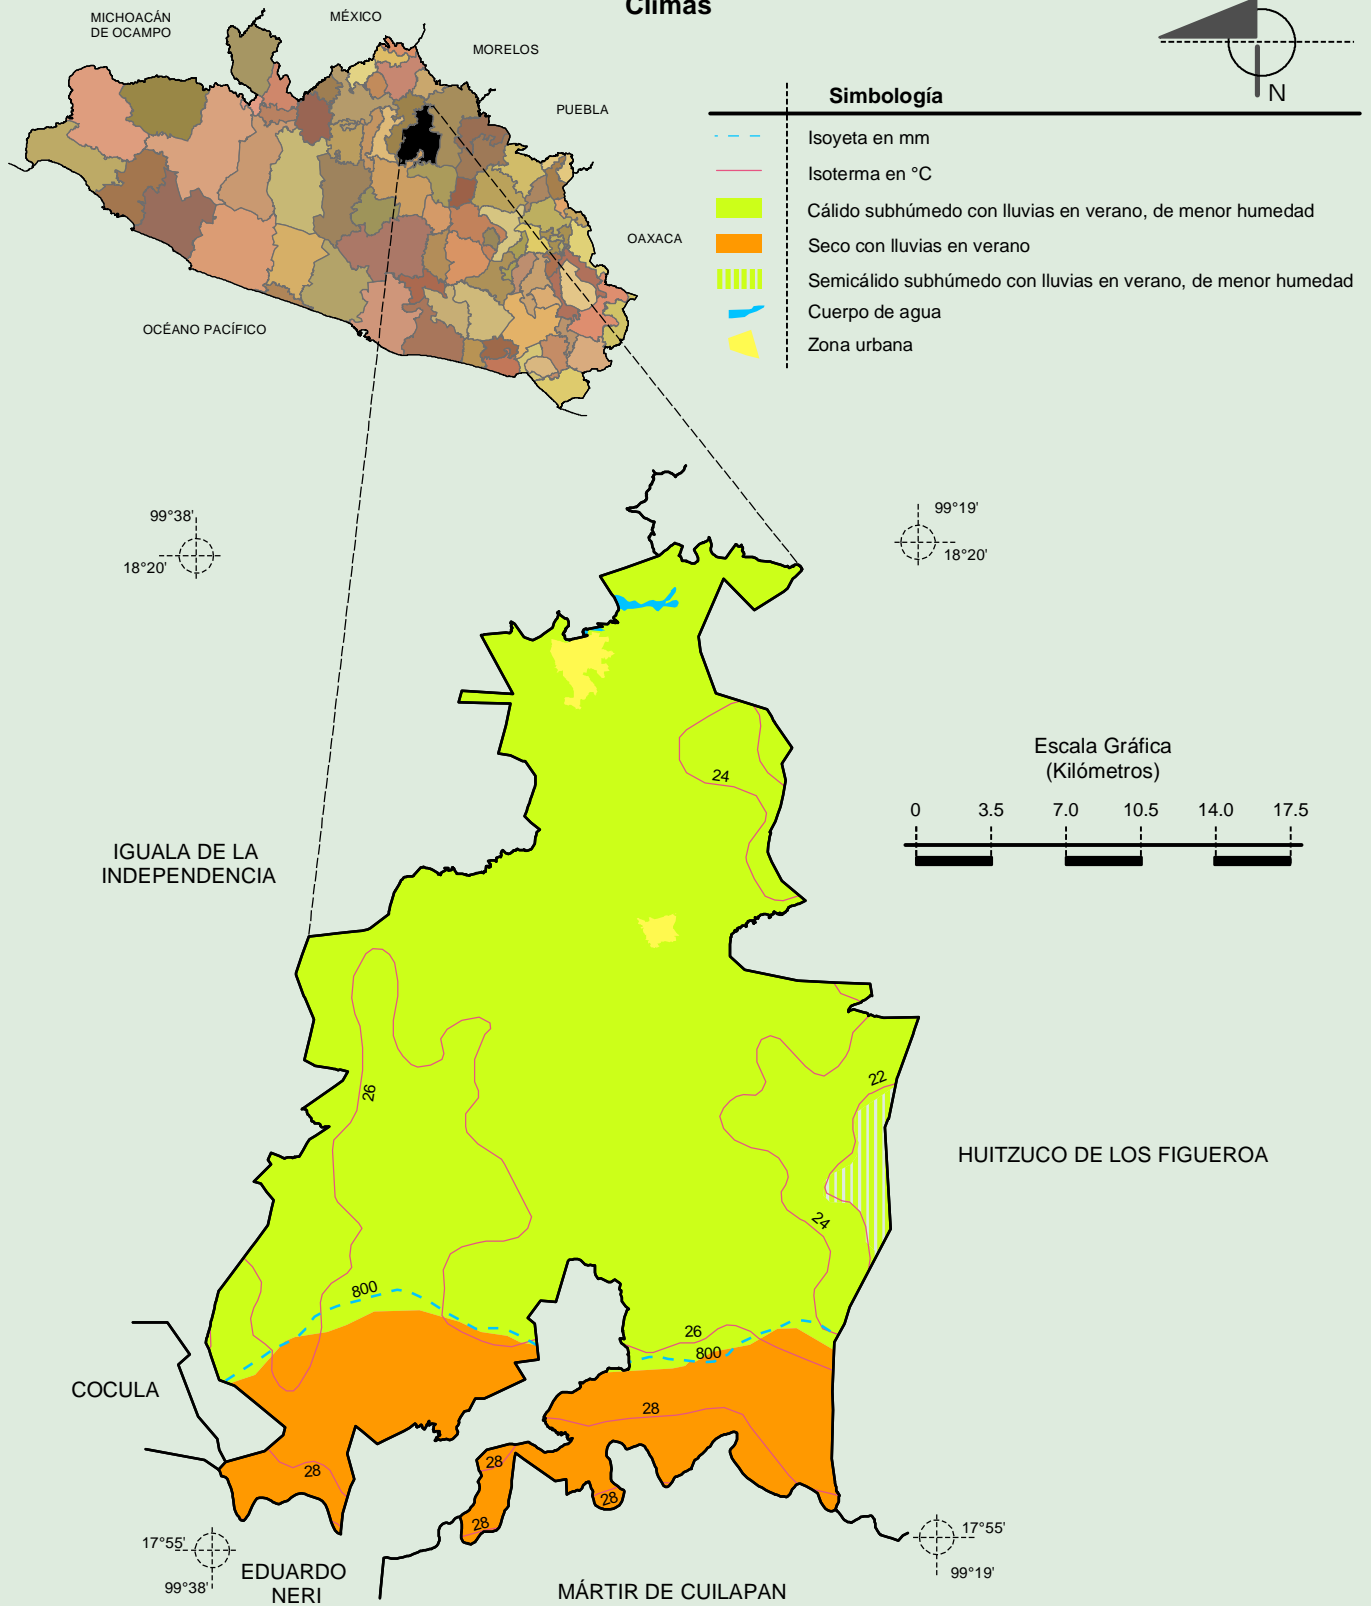 Climas
MICHOACÁN
DE OCAMPO
MÉXICO
MORELOS
PUEBLA
OAXACA
OCÉANO PACÍFICO
N
Simbología
Isoyeta en mm
Isoterma en °C
Cálido subhúmedo con lluvias en verano, de menor humedad
Seco con lluvias en verano
Semicálido subhúmedo con lluvias en verano, de menor humedad
Cuerpo de agua
Zona urbana
99°38'
18°20'
99°19'
18°20'
Escala Gráfica
(Kilómetros)
0 3.5 7.0 10.5 14.0 17.5
24
IGUALA DE LA
INDEPENDENCIA
26
22
HUITZUCO DE LOS FIGUEROA
24
800
26
800
COCULA
28
28
28
28
28
17°55'
99°38'
EDUARDO
NERI
MÁRTIR DE CUILAPAN
17°55'
99°19'